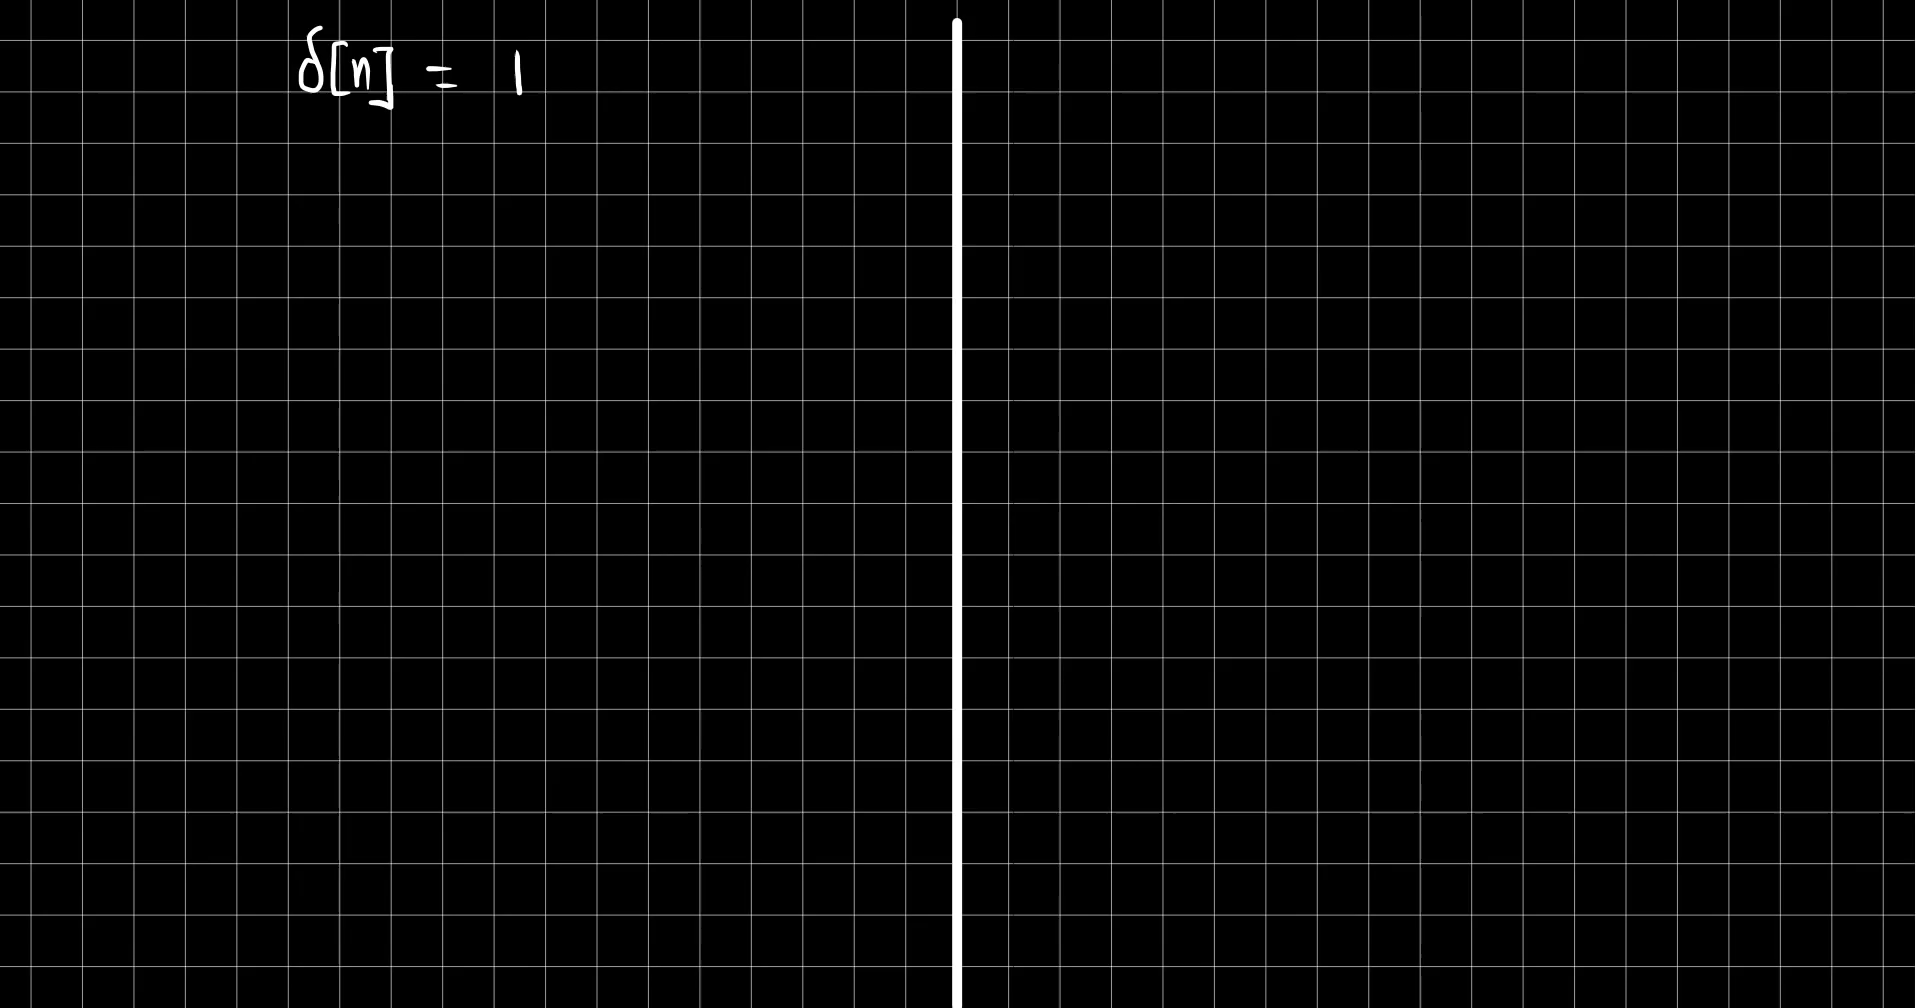 δ[n] = 1